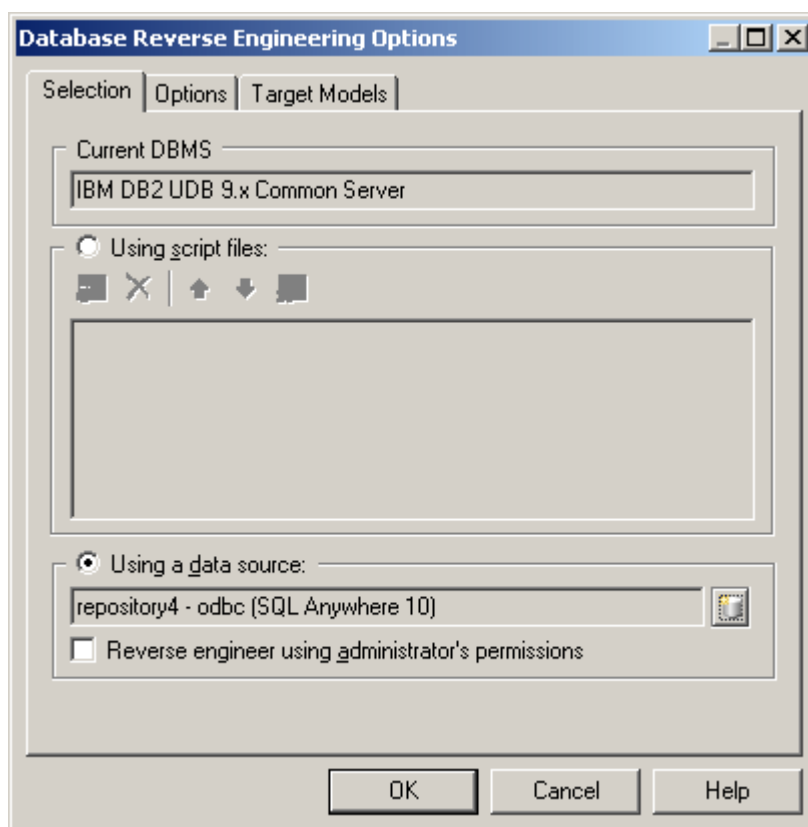 Database Reverse Engineering Options
Selection Options Target Models
Current DBMS
IBM DB2 UDB 9.x Common Server
Using script files:
Using a data source:
repository4 - odbc (SQL Anywhere 10)
Reverse engineer using administrator's permissions
OK Cancel Help